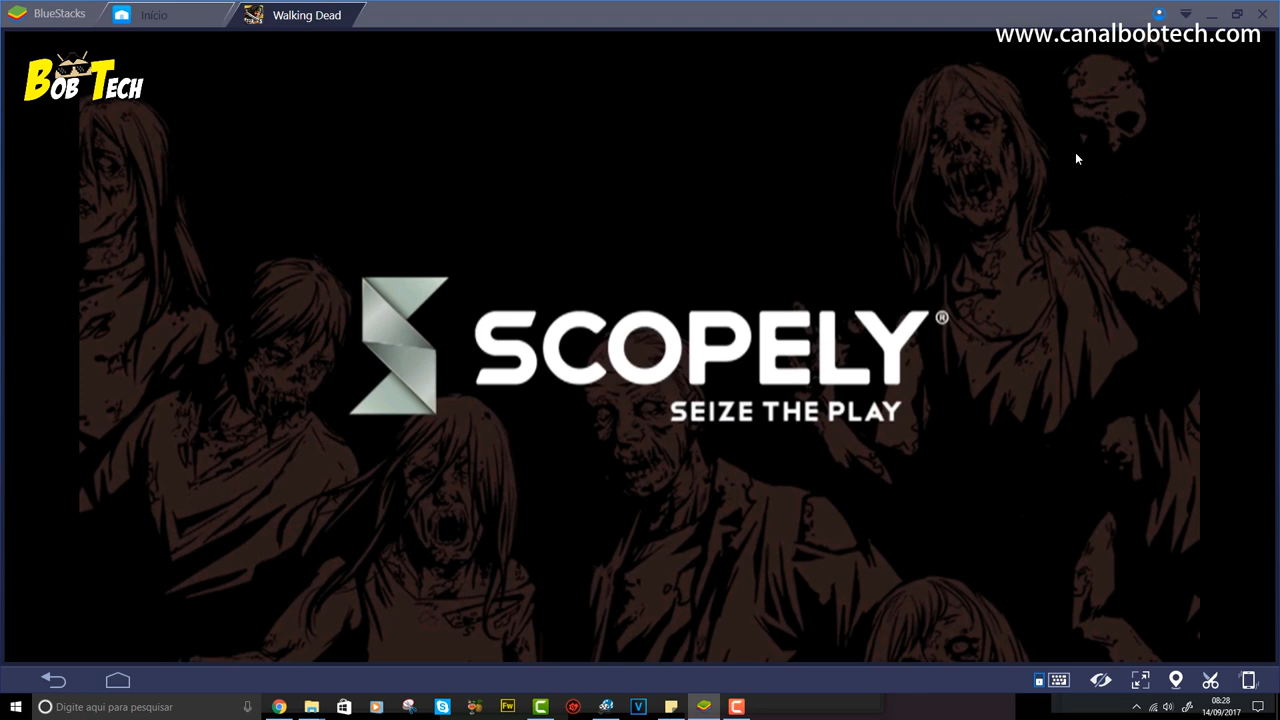 BlueStacks
Início
Walking Dead
www.canalbobtech.com
BOB TECH
SCOPELY®
SEIZE THE PLAY
Digite aqui para pesquisar
Fw
08:28
14/09/2017